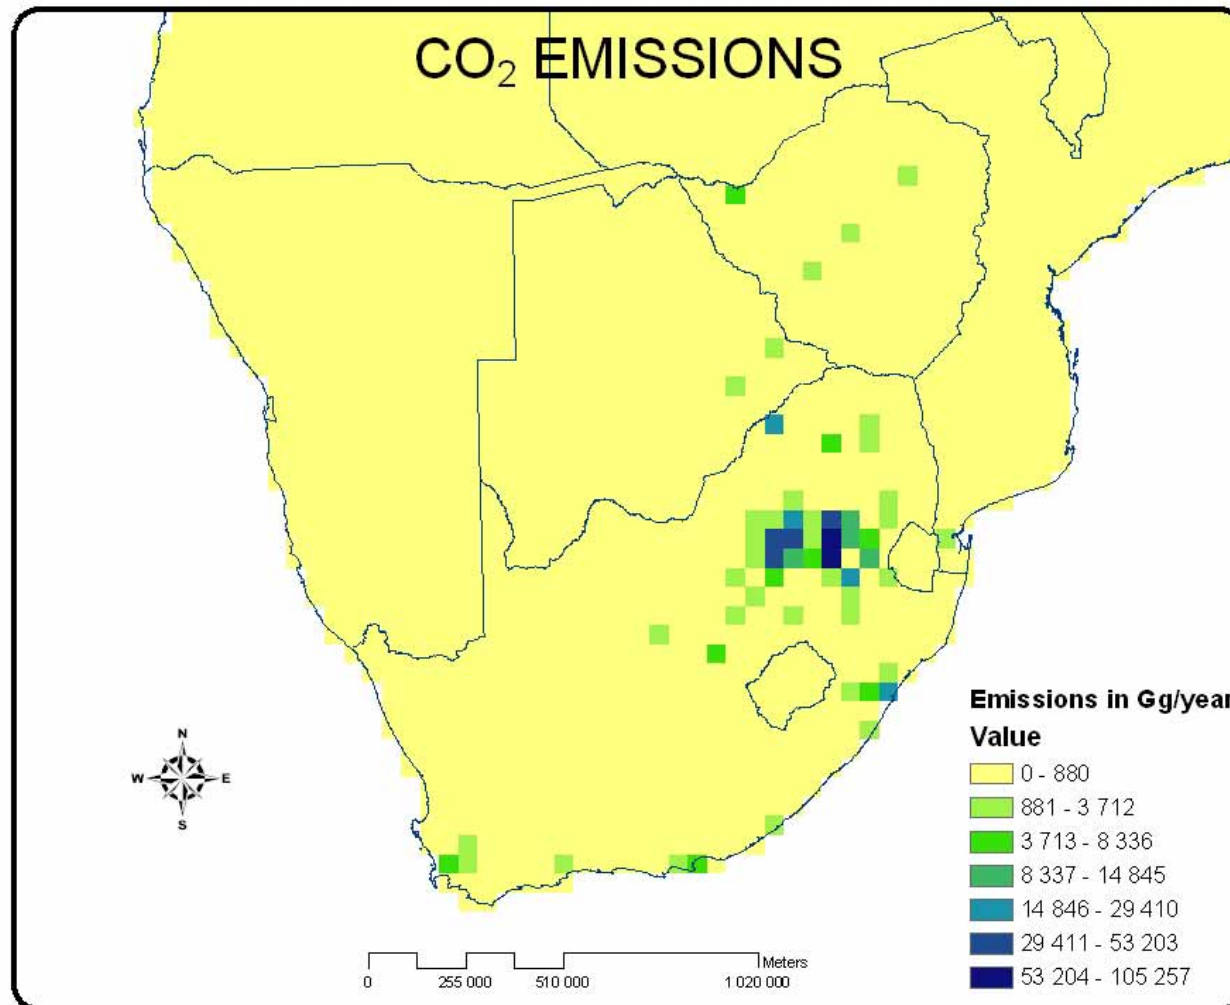 CO₂ EMISSIONS
N
W E
S
Emissions in Gg/year
Value
0 - 880
881 - 3 712
3 713 - 8 336
8 337 - 14 845
14 846 - 29 410
29 411 - 53 203
53 204 - 105 257
Meters
0 255 000 510 000 1 020 000